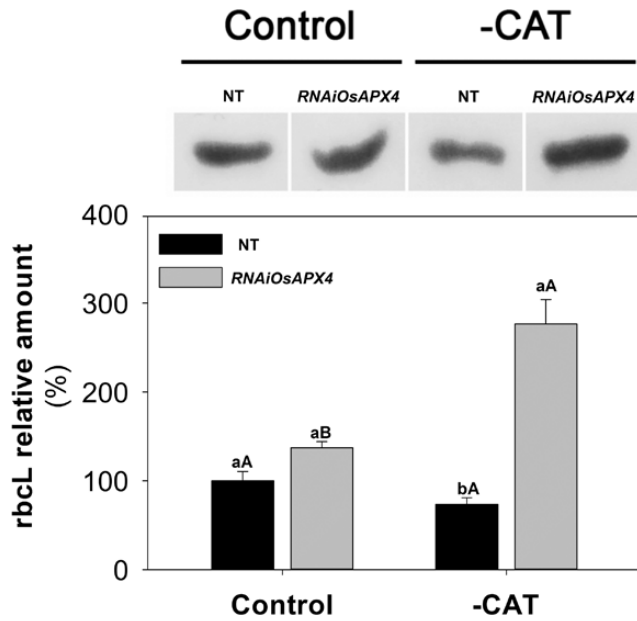 Control -CAT
NT RNAiOsAPX4 NT RNAiOsAPX4
400
NT
RNAiOsAPX4
aA
300
rbcL relative amount
(%)
200
aB
aA
100
bA
0
Control -CAT